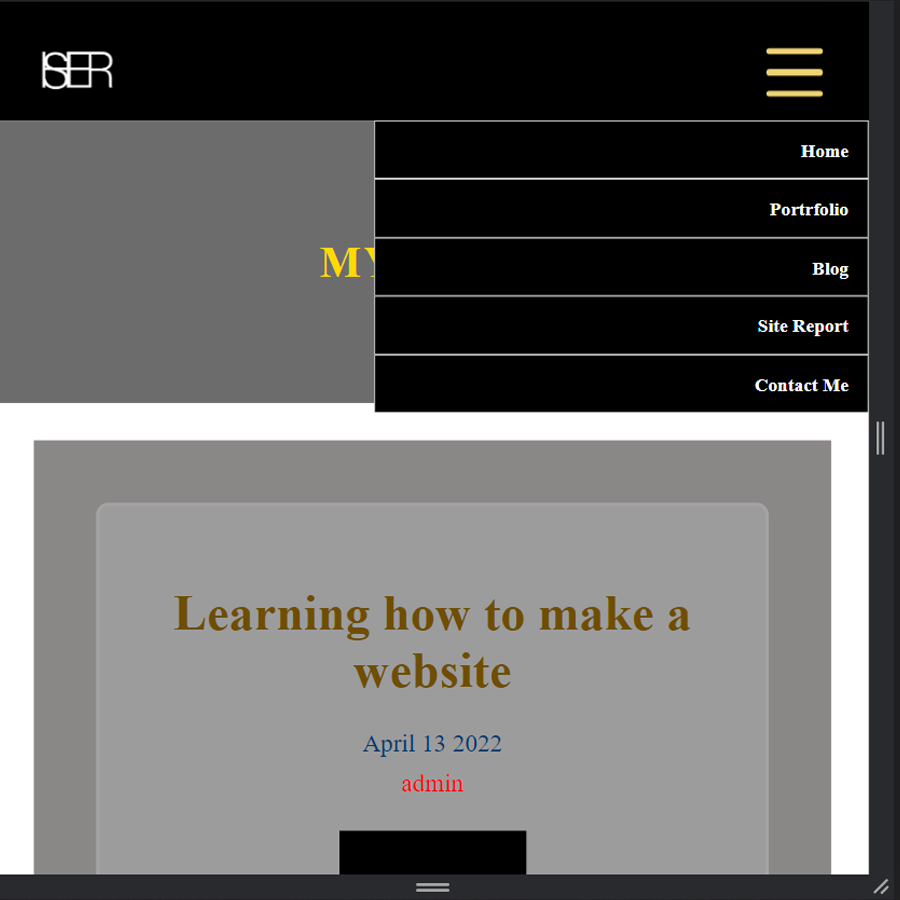 ISER
Home
Portrfolio
Blog
Site Report
Contact Me
MY
Learning how to make a
website
April 13 2022
admin